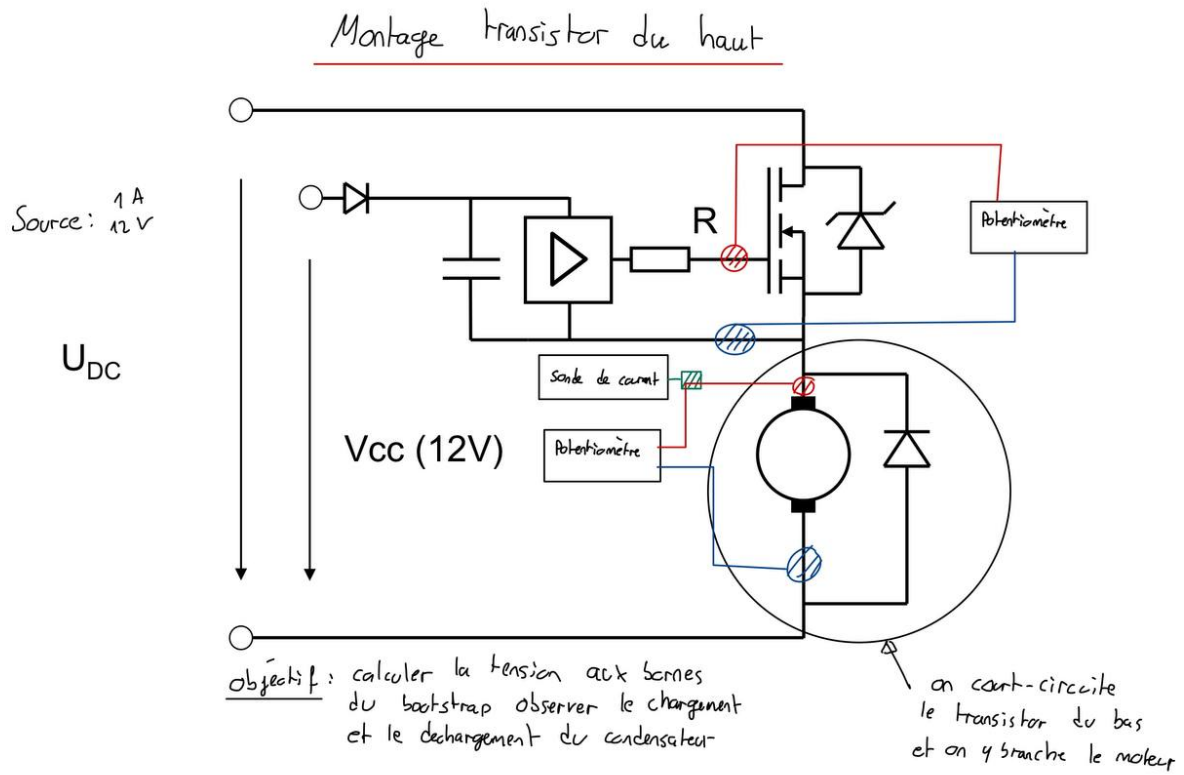 Montage transistor du haut
Source: 1 A
12 V
R
Potentiomètre
U_DC
Sonde de courant
Potentiomètre
Vcc (12V)
objéctif: calculer la tension aux bornes
du bootstrap observer le chargement
et le dechargement du condensateur
on court-circuite
le transistor du bas
et on y branche le moteur